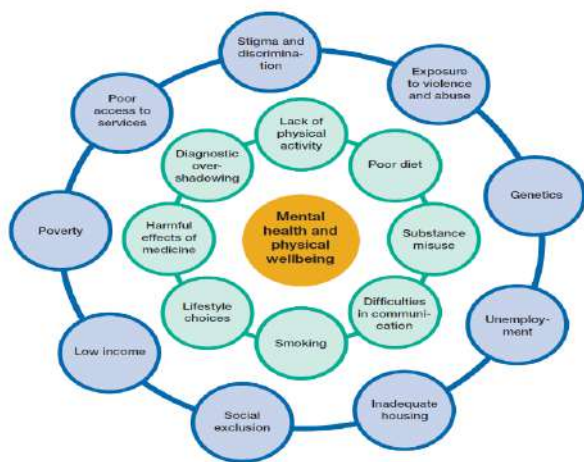 Stigma and
discrimina-
tion
Exposure
to violence
and abuse
Genetics
Unemploy-
ment
Inadequate
housing
Social
exclusion
Low income
Poverty
Poor
access to
services
Lack of
physical
activity
Poor diet
Substance
misuse
Difficulties
in communi-
cation
Smoking
Lifestyle
choices
Harmful
effects of
medicine
Diagnostic
over-
shadowing
Mental
health and
physical
wellbeing